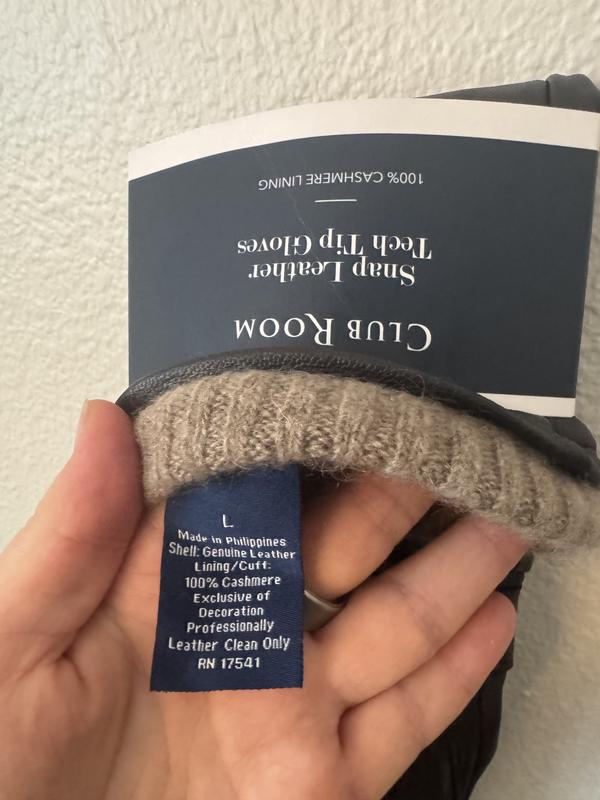 CLUB ROOM
Snap Leather
Tech Tip Gloves
100% CASHMERE LINING
L
Made in Philippines
Shell: Genuine Leather
Lining/Cuff:
100% Cashmere
Exclusive of
Decoration
Professionally
Leather Clean Only
RN 17541